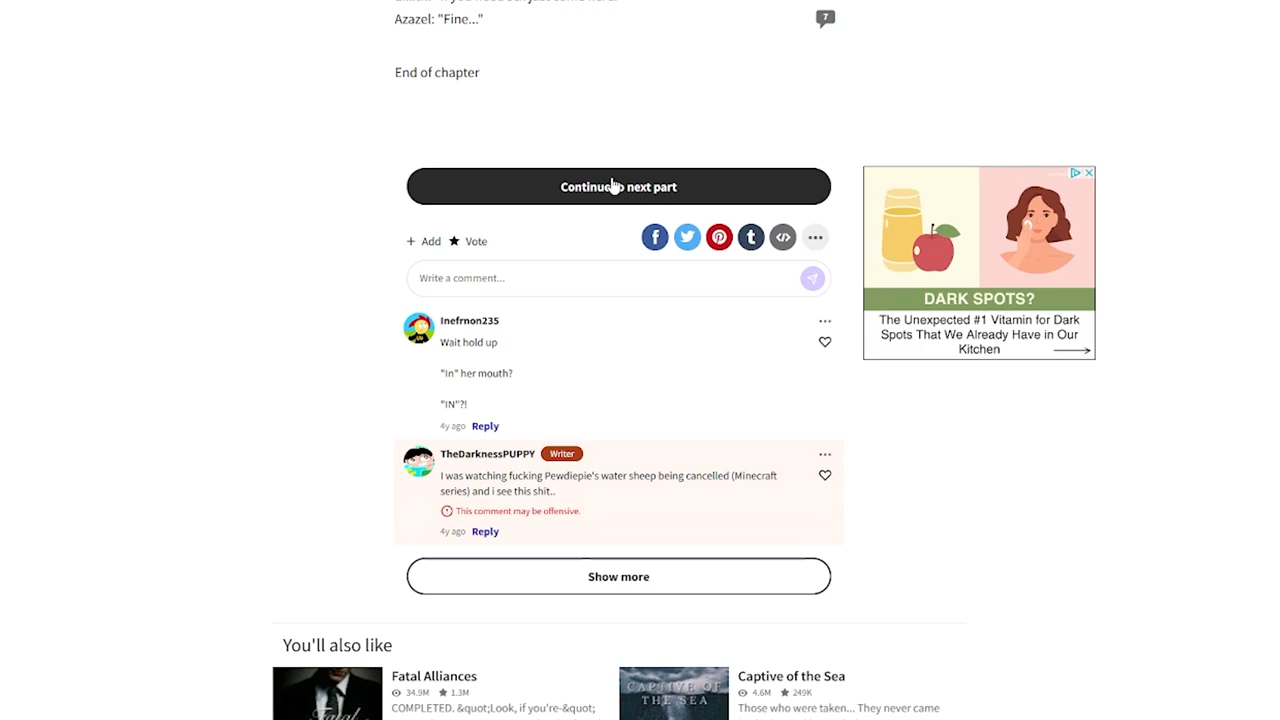 Azazel: "Fine..."
7
End of chapter
Continue to next part
+ Add ★ Vote
Write a comment...
Inefrnon235
Wait hold up
"In" her mouth?
"IN"?!
4y ago Reply
TheDarknessPUPPY Writer
I was watching fucking Pewdiepie's water sheep being cancelled (Minecraft
series) and i see this shit..
This comment may be offensive.
4y ago Reply
Show more
DARK SPOTS?
The Unexpected #1 Vitamin for Dark
Spots That We Already Have in Our
Kitchen
You'll also like
Fatal Alliances
34.9M ★ 1.3M
COMPLETED. &quot;Look, if you're-&quot;
Fatal
Captive of the Sea
4.6M ★ 249K
Those who were taken... They never came
CAPTIVE OF
THE SEA